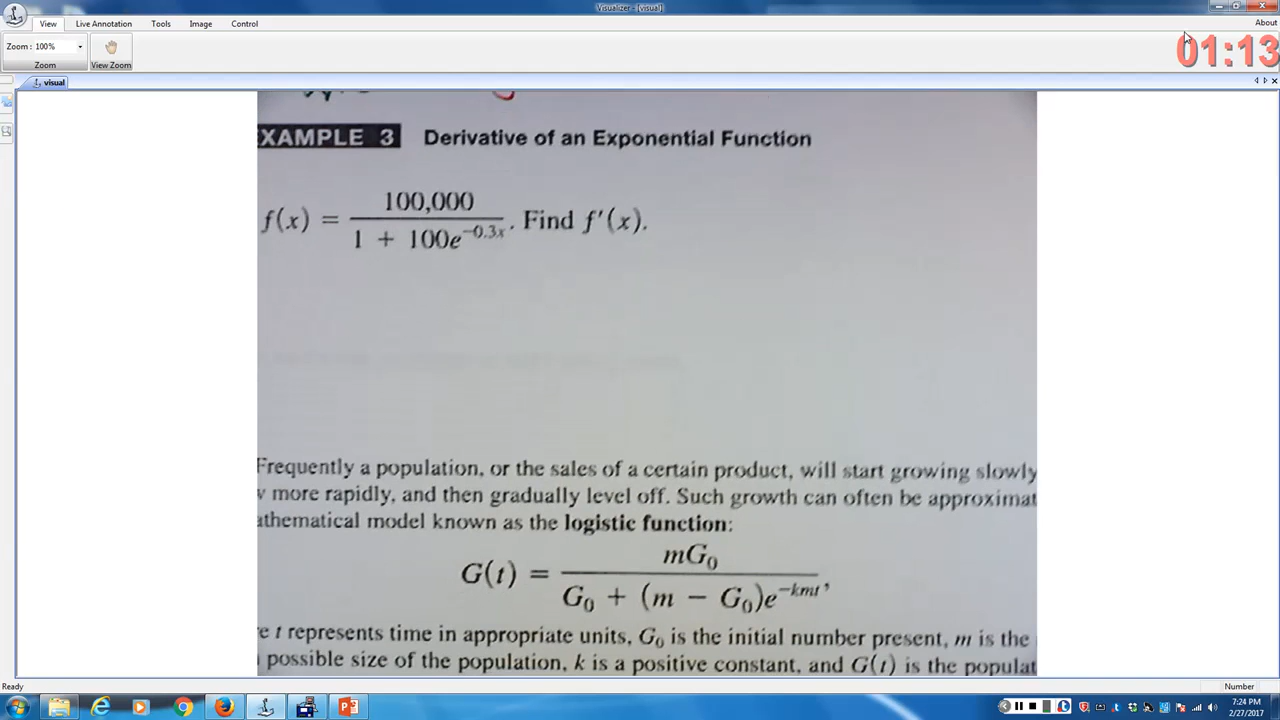 Visualizer - [visual]
View Live Annotation Tools Image Control
About
Zoom : 100%
Zoom View Zoom
01:13
visual
XAMPLE 3 Derivative of an Exponential Function
f(x) = 100,000 / (1 + 100e^{-0.3x}). Find f'(x).
Frequently a population, or the sales of a certain product, will start growing slowly
more rapidly, and then gradually level off. Such growth can often be approximat
athematical model known as the logistic function:
G(t) = mG₀ / (G₀ + (m − G₀)e^{−kmt}),
e t represents time in appropriate units, G₀ is the initial number present, m is the
possible size of the population, k is a positive constant, and G(t) is the populat
Ready
Number
7:24 PM
2/27/2017